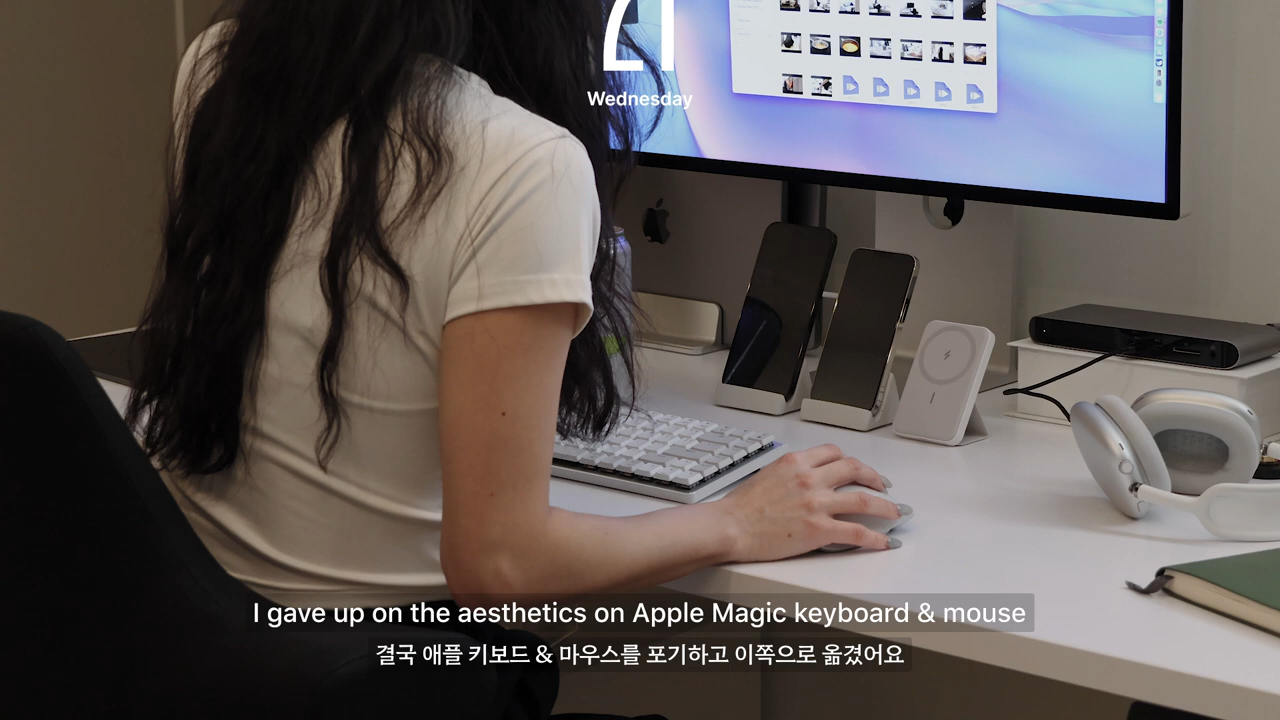 Wednesday
I gave up on the aesthetics on Apple Magic keyboard & mouse
결국 애플 키보드 & 마우스를 포기하고 이쪽으로 옮겼어요